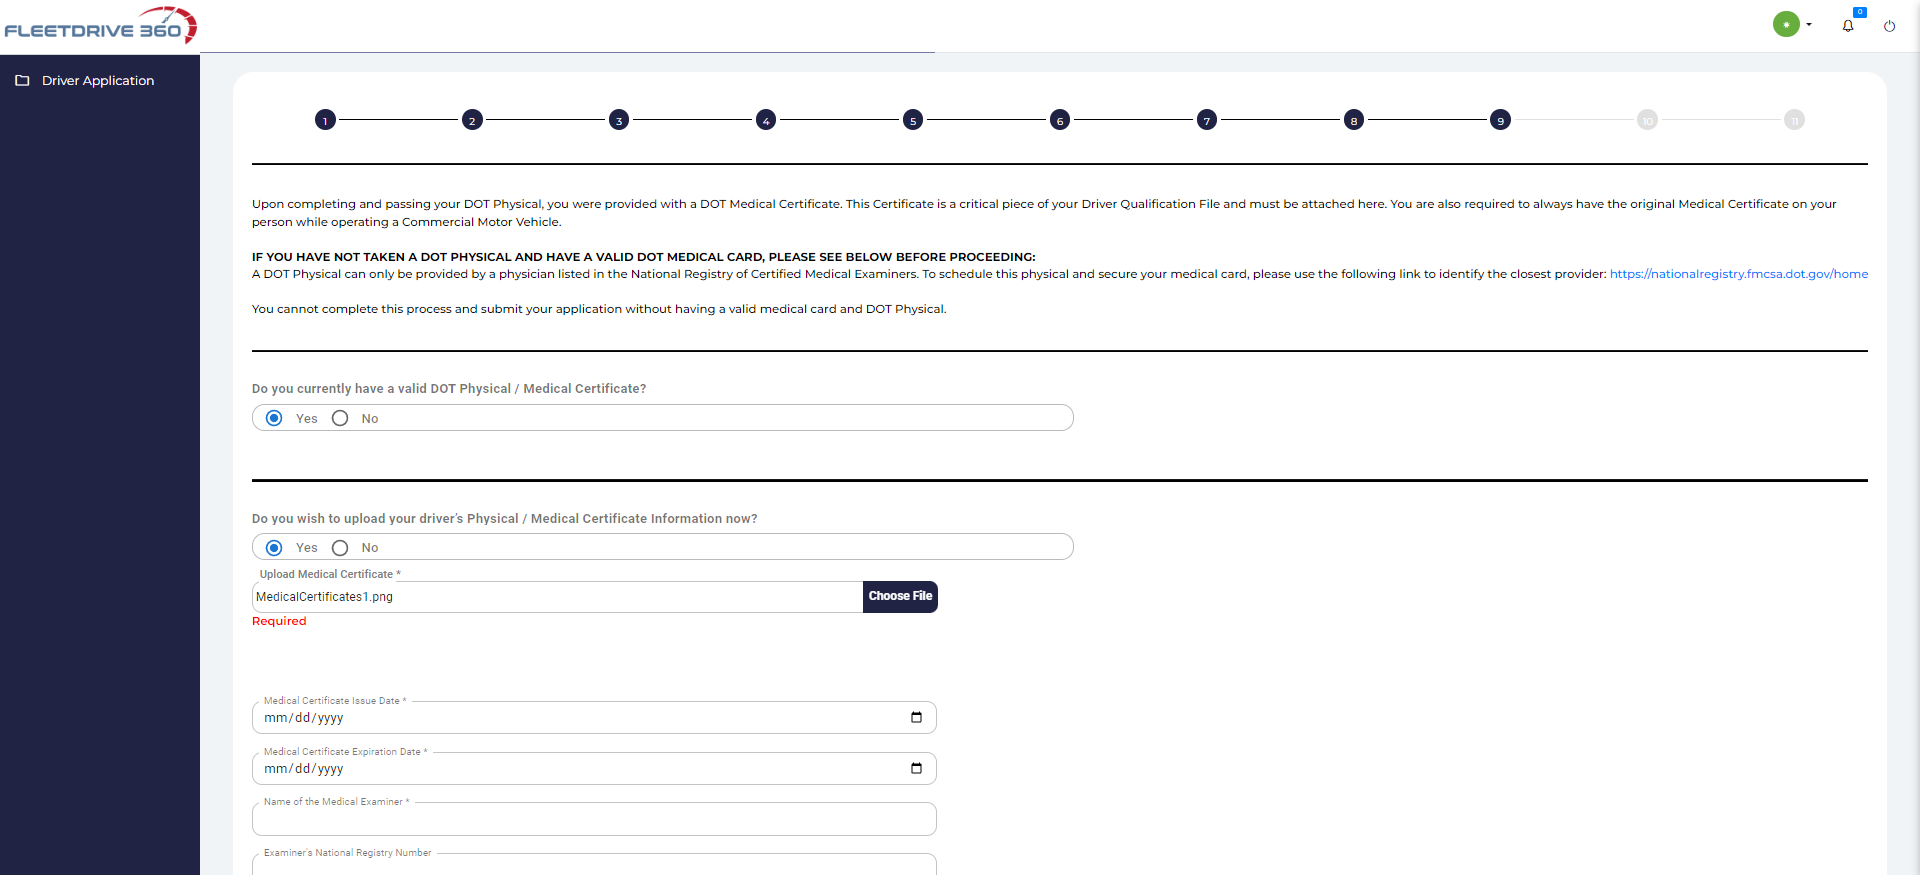 FLEETDRIVE 360
0
Driver Application
1 2 3 4 5 6 7 8 9 10 11
Upon completing and passing your DOT Physical, you were provided with a DOT Medical Certificate. This Certificate is a critical piece of your Driver Qualification File and must be attached here. You are also required to always have the original Medical Certificate on your
person while operating a Commercial Motor Vehicle.
IF YOU HAVE NOT TAKEN A DOT PHYSICAL AND HAVE A VALID DOT MEDICAL CARD, PLEASE SEE BELOW BEFORE PROCEEDING:
A DOT Physical can only be provided by a physician listed in the National Registry of Certified Medical Examiners. To schedule this physical and secure your medical card, please use the following link to identify the closest provider: https://nationalregistry.fmcsa.dot.gov/home
You cannot complete this process and submit your application without having a valid medical card and DOT Physical.
Do you currently have a valid DOT Physical / Medical Certificate?
Yes No
Do you wish to upload your driver's Physical / Medical Certificate Information now?
Yes No
Upload Medical Certificate *
MedicalCertificates1.png Choose File
Required
Medical Certificate Issue Date *
mm/dd/yyyy
Medical Certificate Expiration Date *
mm/dd/yyyy
Name of the Medical Examiner *
Examiner's National Registry Number